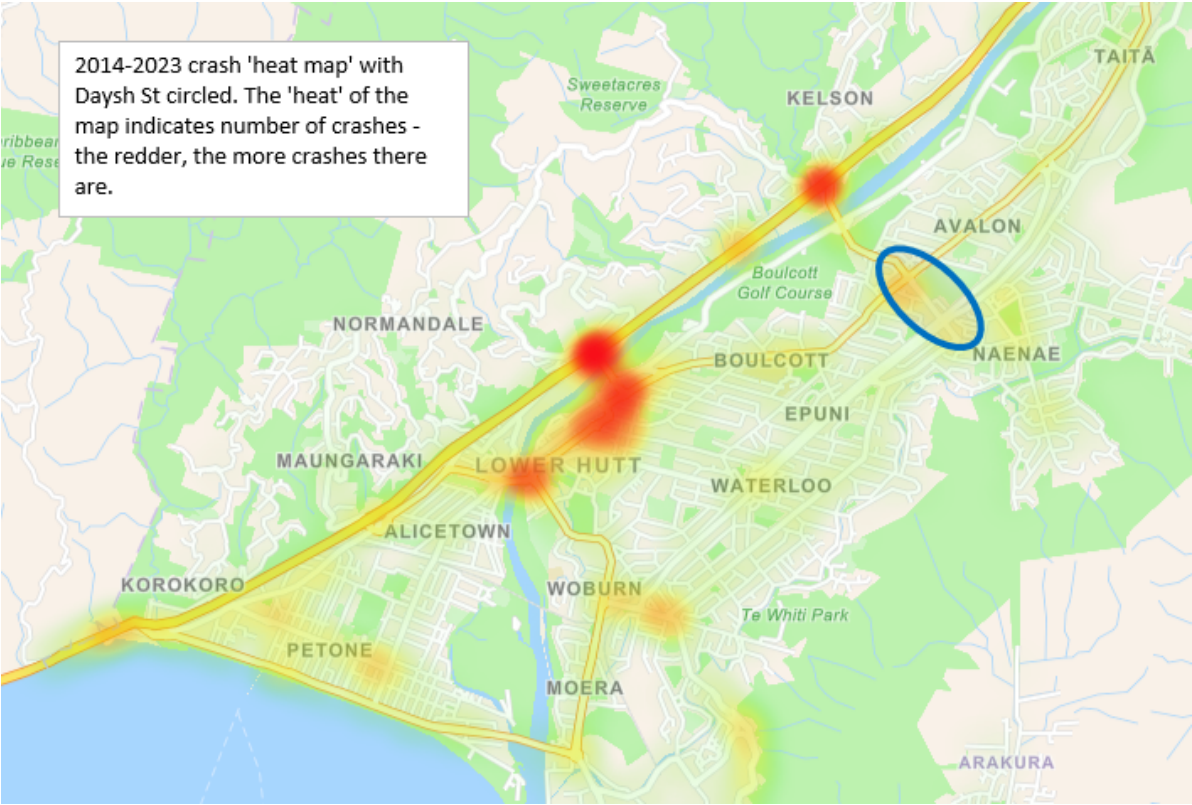 2014-2023 crash 'heat map' with
Daysh St circled. The 'heat' of the
map indicates number of crashes -
the redder, the more crashes there
are.
TAITĀ
Sweetacres
Reserve
KELSON
AVALON
Boulcott
Golf Course
NORMANDALE
BOULCOTT
NAENAE
EPUNI
MAUNGARAKI
LOWER HUTT
WATERLOO
ALICETOWN
KOROKORO
WOBURN
Te Whiti Park
PETONE
MOERA
ARAKURA